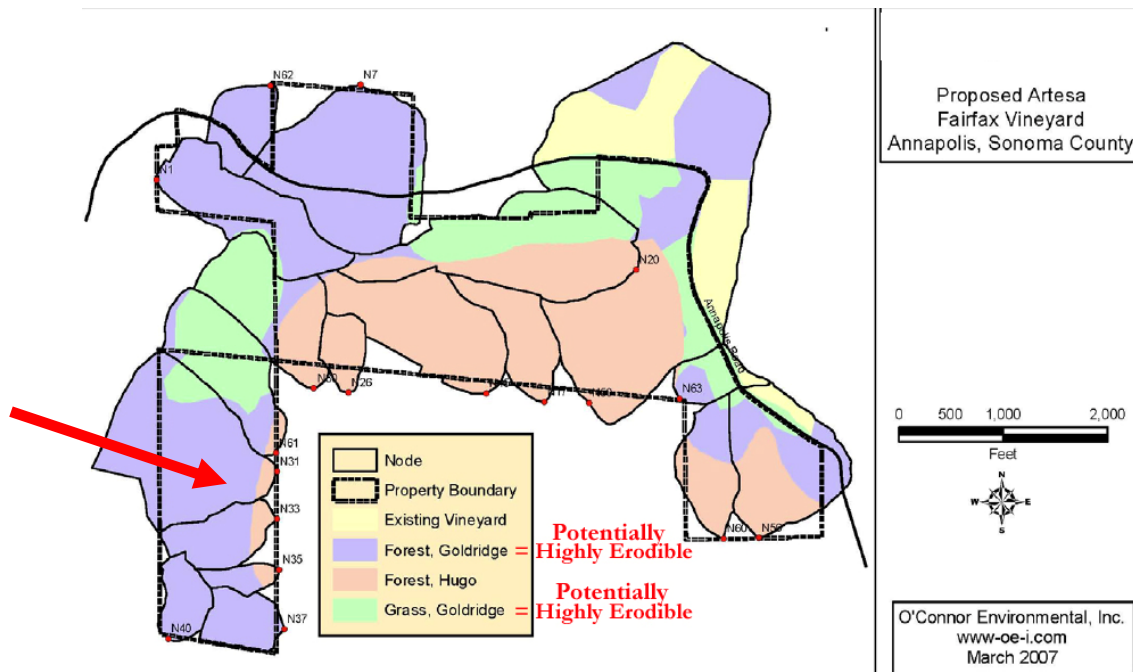 N62
N7
N1
N20
Annapolis Road
N26
N63
N61
N31
N33
N35
N37
N40
N60
Node
Property Boundary
Existing Vineyard
Forest, Goldridge = Potentially Highly Erodible
Forest, Hugo
Grass, Goldridge = Potentially Highly Erodible
Proposed Artesa
Fairfax Vineyard
Annapolis, Sonoma County
0 500 1,000 2,000
Feet
N
W E
S
O'Connor Environmental, Inc.
www-oe-i.com
March 2007